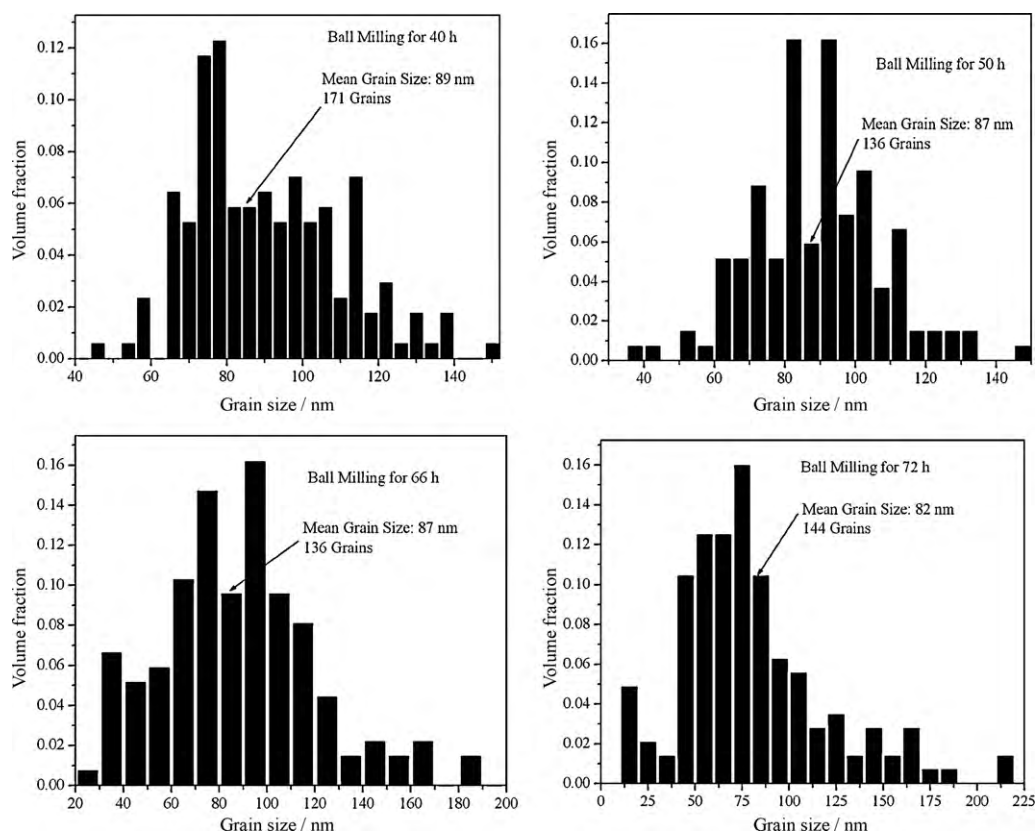 Ball Milling for 40 h
Mean Grain Size: 89 nm
171 Grains
Volume fraction
0.12
0.10
0.08
0.06
0.04
0.02
0.00
40 60 80 100 120 140
Grain size / nm
Ball Milling for 50 h
Mean Grain Size: 87 nm
136 Grains
Volume fraction
0.16
0.14
0.12
0.10
0.08
0.06
0.04
0.02
0.00
40 60 80 100 120 140
Grain size / nm
Ball Milling for 66 h
Mean Grain Size: 87 nm
136 Grains
Volume fraction
0.16
0.14
0.12
0.10
0.08
0.06
0.04
0.02
0.00
20 40 60 80 100 120 140 160 180 200
Grain size / nm
Ball Milling for 72 h
Mean Grain Size: 82 nm
144 Grains
Volume fraction
0.16
0.14
0.12
0.10
0.08
0.06
0.04
0.02
0.00
0 25 50 75 100 125 150 175 200 225
Grain size / nm